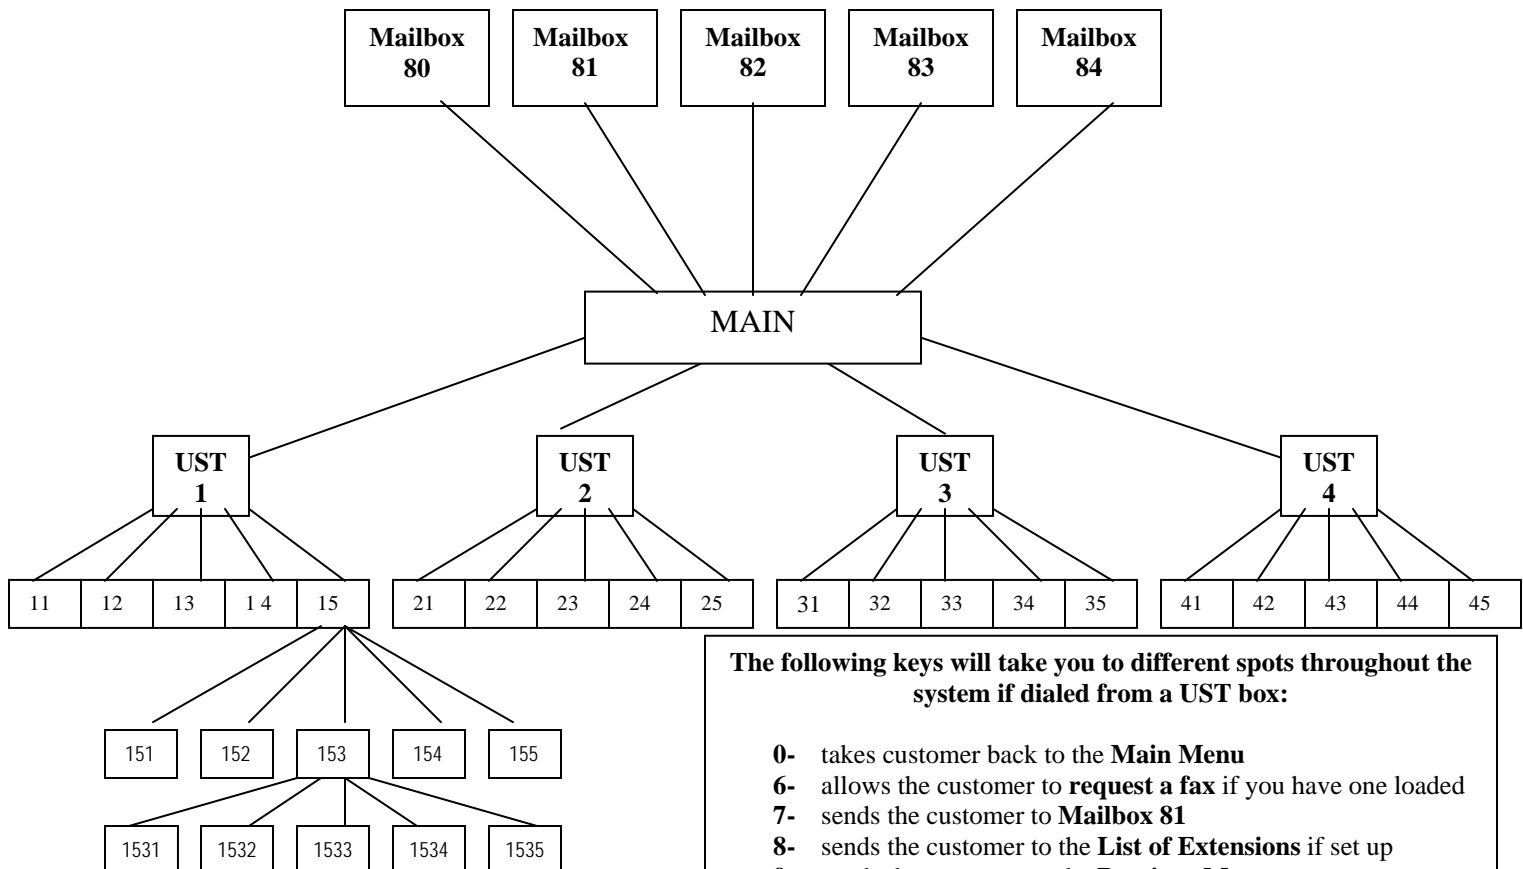 Mailbox 80
Mailbox 81
Mailbox 82
Mailbox 83
Mailbox 84
MAIN
UST 1
UST 2
UST 3
UST 4
11 12 13 1 4 15
21 22 23 24 25
31 32 33 34 35
41 42 43 44 45
151 152 153 154 155
1531 1532 1533 1534 1535
The following keys will take you to different spots throughout the
system if dialed from a UST box:
0- takes customer back to the Main Menu
6- allows the customer to request a fax if you have one loaded
7- sends the customer to Mailbox 81
8- sends the customer to the List of Extensions if set up